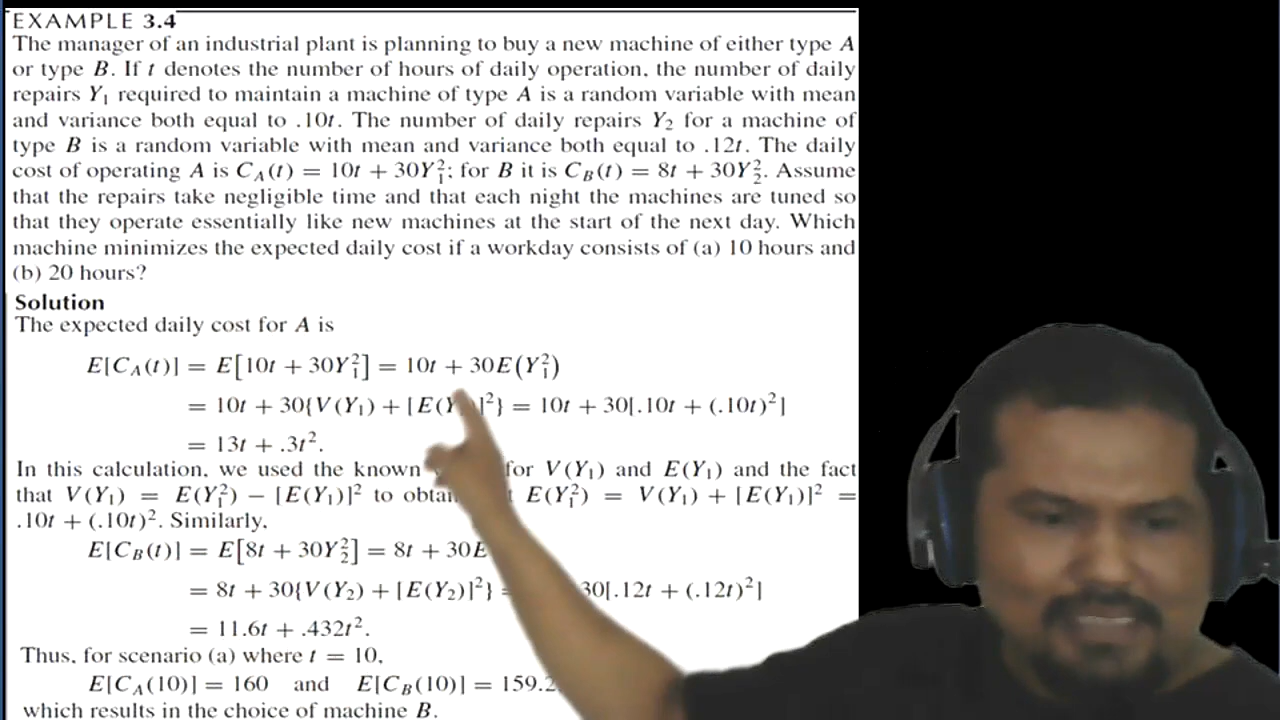 EXAMPLE 3.4
The manager of an industrial plant is planning to buy a new machine of either type A
or type B. If t denotes the number of hours of daily operation, the number of daily
repairs Y₁ required to maintain a machine of type A is a random variable with mean
and variance both equal to .10t. The number of daily repairs Y₂ for a machine of
type B is a random variable with mean and variance both equal to .12t. The daily
cost of operating A is C_A(t) = 10t + 30Y₁²; for B it is C_B(t) = 8t + 30Y₂². Assume
that the repairs take negligible time and that each night the machines are tuned so
that they operate essentially like new machines at the start of the next day. Which
machine minimizes the expected daily cost if a workday consists of (a) 10 hours and
(b) 20 hours?
Solution
The expected daily cost for A is
E[C_A(t)] = E[10t + 30Y₁²] = 10t + 30E(Y₁²)
= 10t + 30{V(Y₁) + [E(Y )]²} = 10t + 30[.10t + (.10t)²]
= 13t + .3t².
In this calculation, we used the known for V(Y₁) and E(Y₁) and the fact
that V(Y₁) = E(Y₁²) − [E(Y₁)]² to E(Y₁²) = V(Y₁) + [E(Y₁)]² =
.10t + (.10t)². Similarly,
E[C_B(t)] = E[8t + 30Y₂²] = 8t + 30E
= 8t + 30{V(Y₂) + [E(Y₂)]²} = 30[.12t + (.12t)²]
= 11.6t + .432t².
Thus, for scenario (a) where t = 10,
E[C_A(10)] = 160 and E[C_B(10)] = 159.2
which results in the choice of machine B.